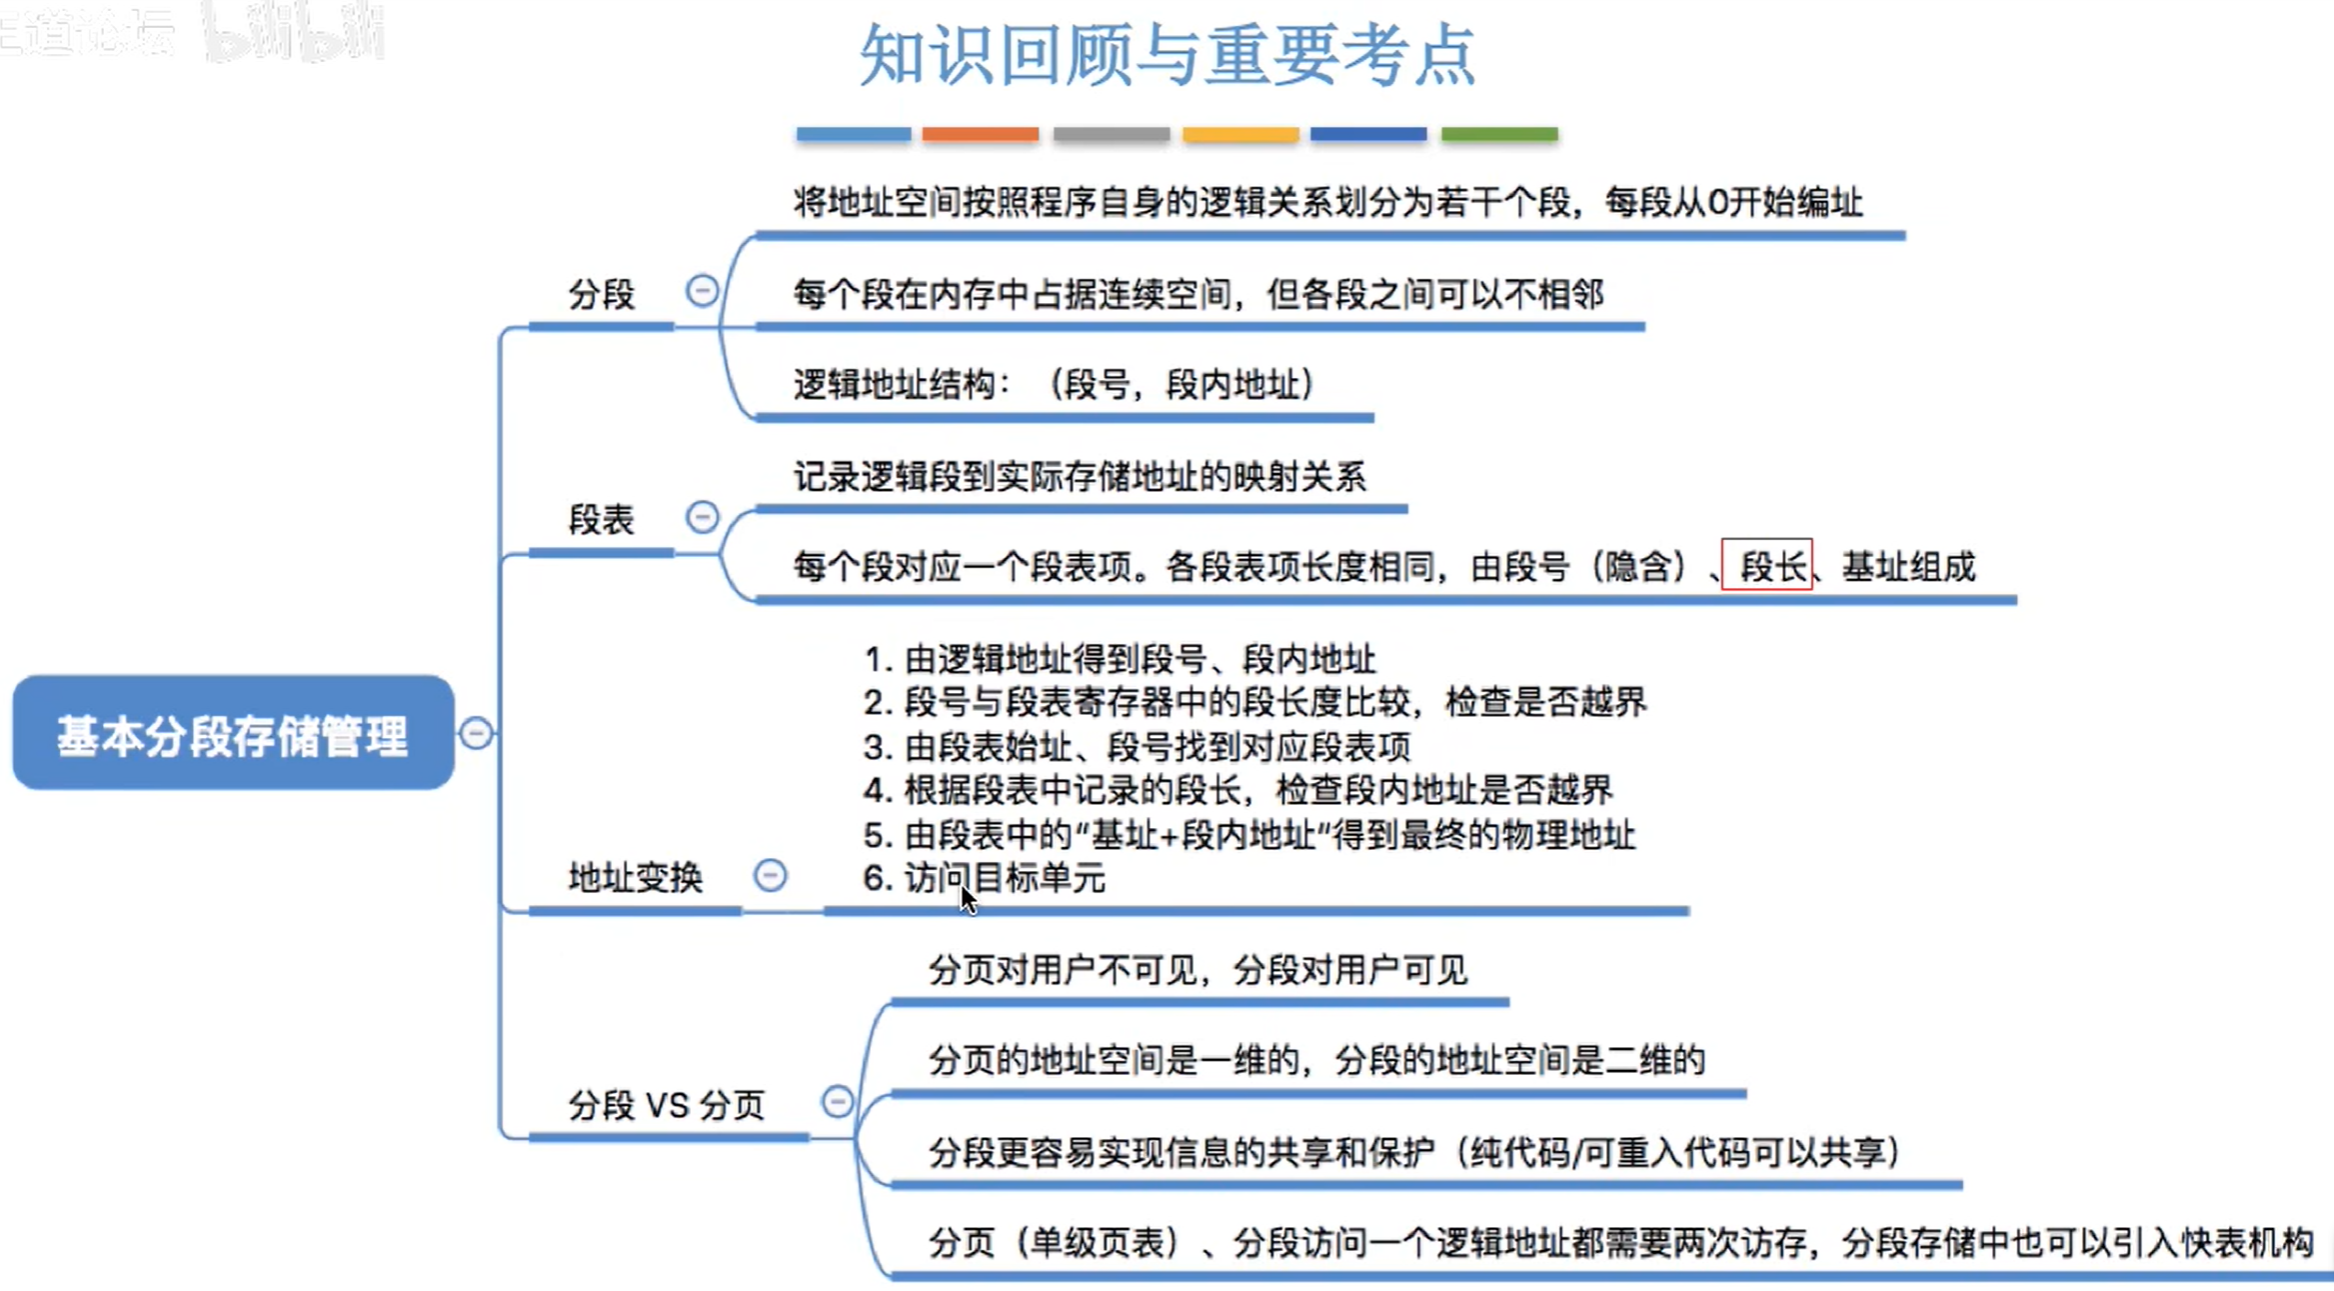 王道论坛 bilibili
知识回顾与重要考点
将地址空间按照程序自身的逻辑关系划分为若干个段，每段从0开始编址
分段
每个段在内存中占据连续空间，但各段之间可以不相邻
逻辑地址结构：（段号，段内地址）
记录逻辑段到实际存储地址的映射关系
段表
每个段对应一个段表项。各段表项长度相同，由段号（隐含）、段长、基址组成
基本分段存储管理
1. 由逻辑地址得到段号、段内地址
2. 段号与段表寄存器中的段长度比较，检查是否越界
3. 由段表始址、段号找到对应段表项
4. 根据段表中记录的段长，检查段内地址是否越界
5. 由段表中的“基址+段内地址“得到最终的物理地址
地址变换
6. 访问目标单元
分页对用户不可见，分段对用户可见
分页的地址空间是一维的，分段的地址空间是二维的
分段 VS 分页
分段更容易实现信息的共享和保护（纯代码/可重入代码可以共享）
分页（单级页表）、分段访问一个逻辑地址都需要两次访存，分段存储中也可以引入快表机构